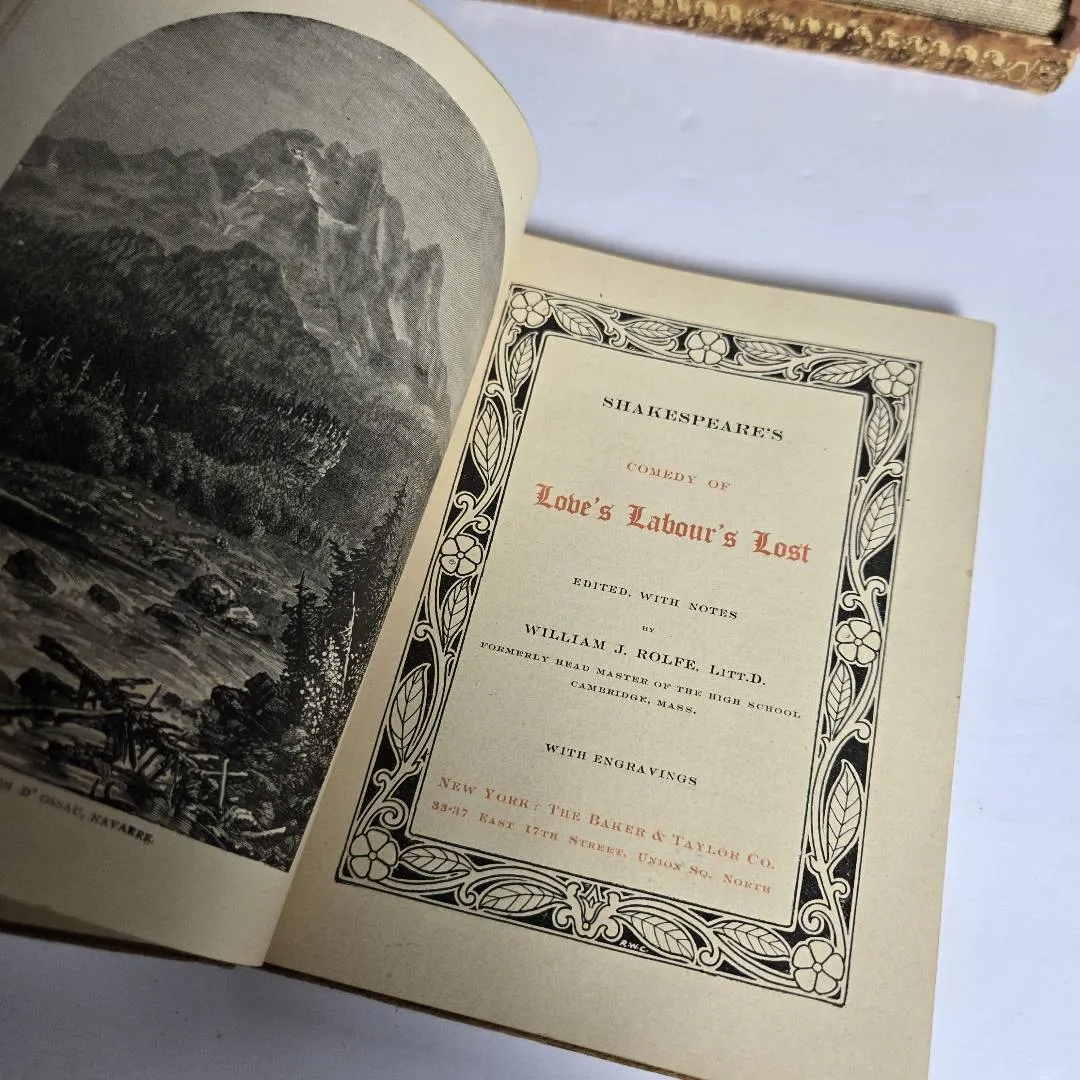 D' OSSAU, NAVARRE.
SHAKESPEARE'S
COMEDY OF
Love's Labour's Lost
EDITED, WITH NOTES
BY
WILLIAM J. ROLFE, LITT.D.
FORMERLY HEAD MASTER OF THE HIGH SCHOOL
CAMBRIDGE, MASS.
WITH ENGRAVINGS
NEW YORK: THE BAKER & TAYLOR CO.
33-37 EAST 17TH STREET, UNION SQ. NORTH
R.W.C.